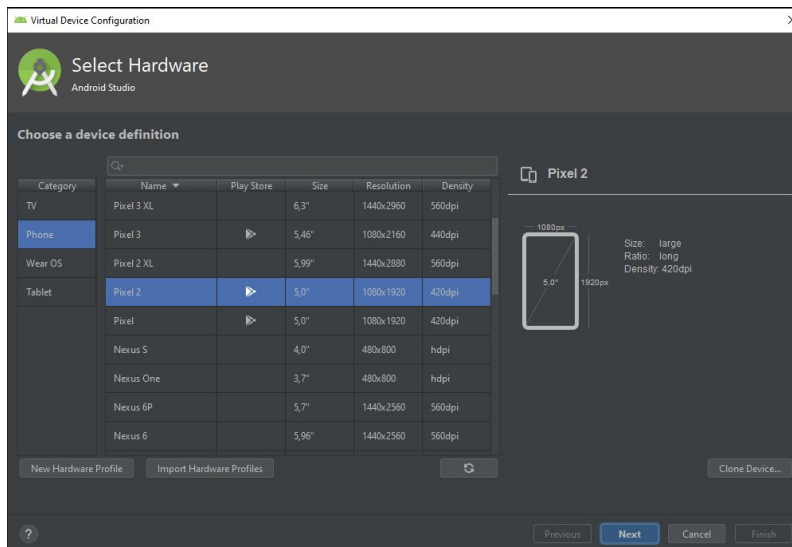 Virtual Device Configuration
Select Hardware
Android Studio
Choose a device definition
Category
TV
Phone
Wear OS
Tablet
Name Play Store Size Resolution Density
Pixel 3 XL 6,3" 1440x2960 560dpi
Pixel 3 5,46" 1080x2160 440dpi
Pixel 2 XL 5,99" 1440x2880 560dpi
Pixel 2 5,0" 1080x1920 420dpi
Pixel 5,0" 1080x1920 420dpi
Nexus S 4,0" 480x800 hdpi
Nexus One 3,7" 480x800 hdpi
Nexus 6P 5,7" 1440x2560 560dpi
Nexus 6 5,96" 1440x2560 560dpi
New Hardware Profile Import Hardware Profiles
Pixel 2
1080px
5,0" 1920px
Size: large
Ratio: long
Density: 420dpi
Clone Device...
? Previous Next Cancel Finish